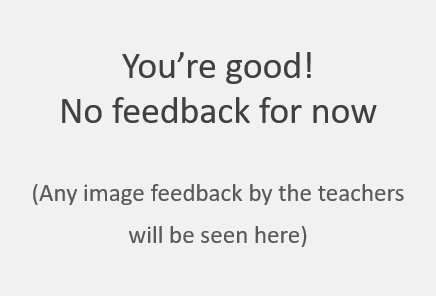 You’re good!
No feedback for now
(Any image feedback by the teachers
will be seen here)